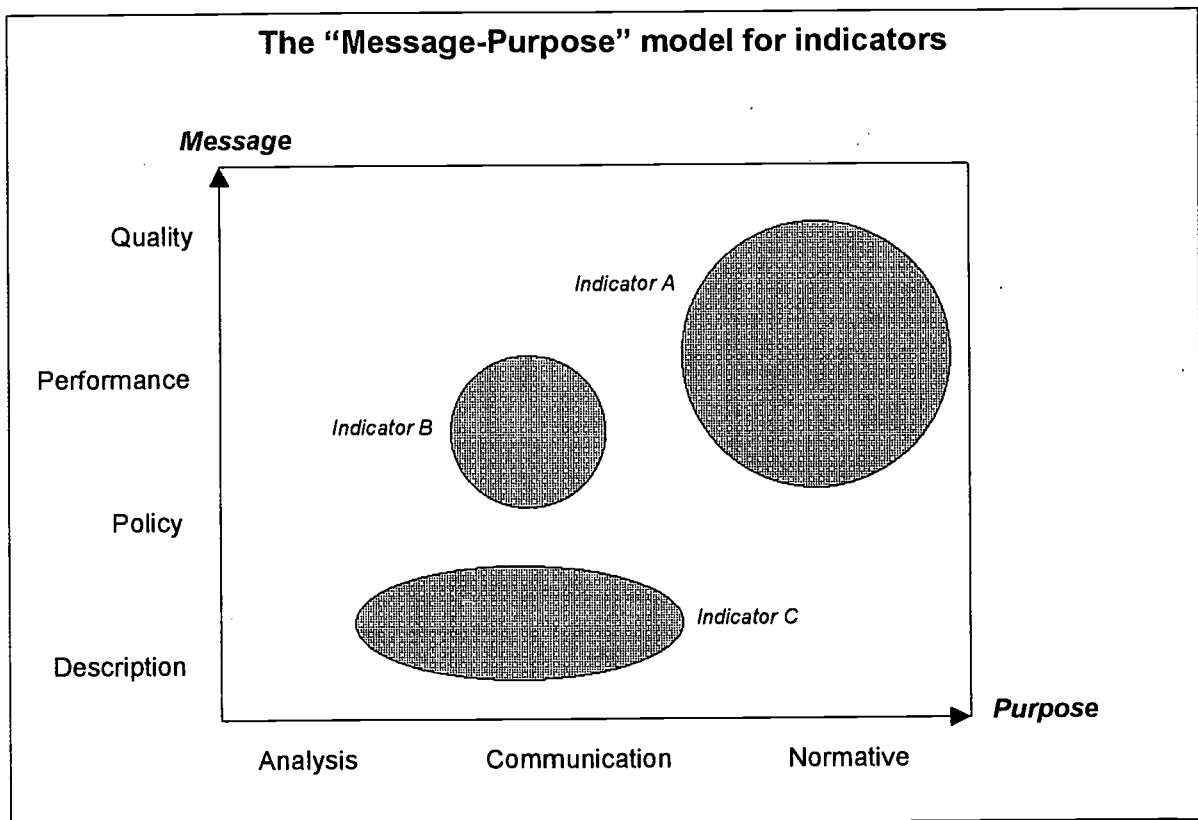 The “Message-Purpose” model for indicators
Message
Quality
Indicator A
Performance
Indicator B
Policy
Indicator C
Description
Purpose
Analysis Communication Normative